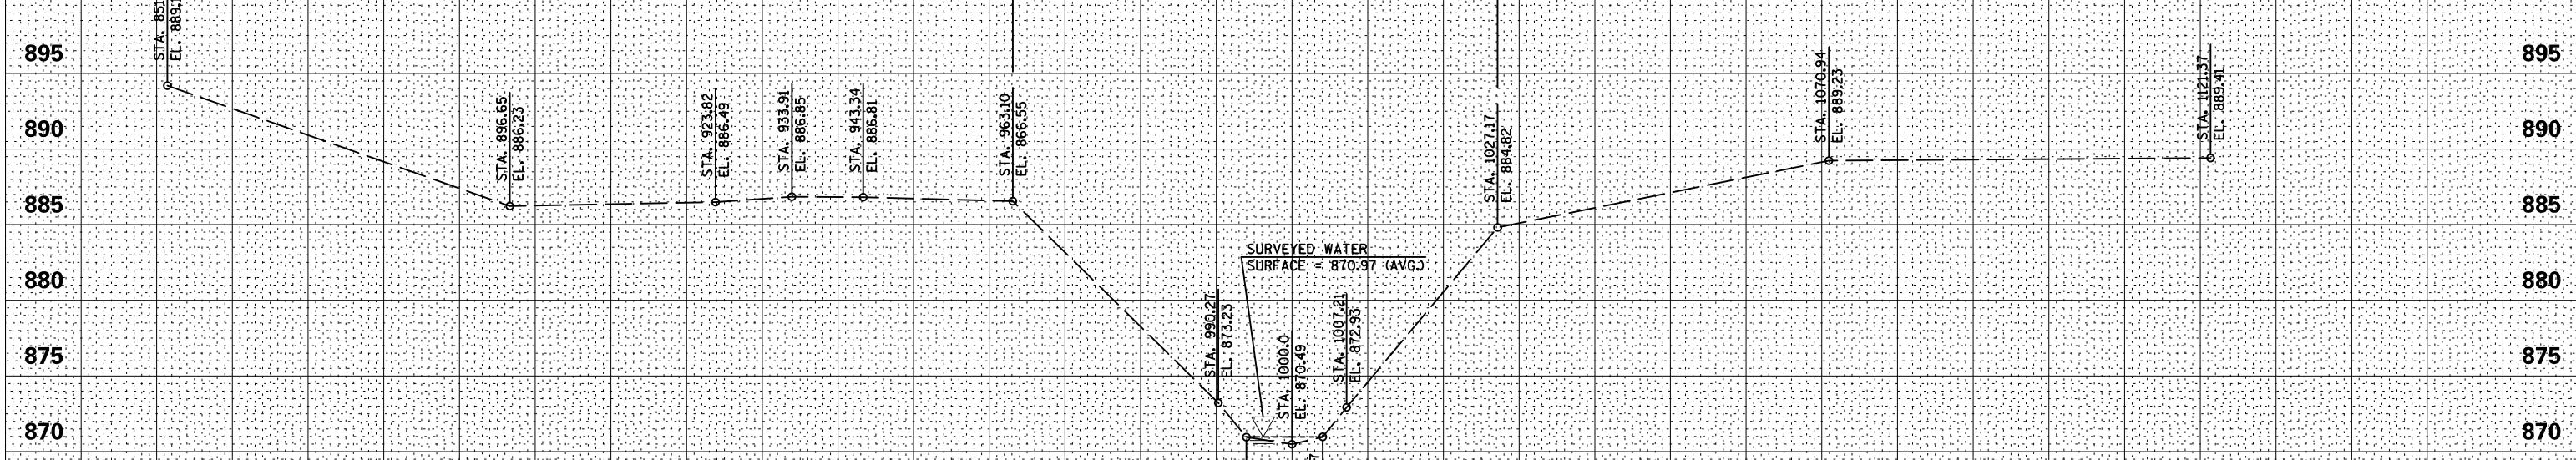 STA. 851
EL. 889.
895
895
STA. 896.65
EL. 886.23
STA. 923.82
EL. 886.49
STA. 933.91
EL. 886.85
STA. 943.34
EL. 886.81
STA. 963.10
EL. 866.55
STA. 1027.17
EL. 884.82
STA. 1070.94
EL. 889.23
STA. 1121.37
EL. 889.41
890
890
885
885
SURVEYED WATER
SURFACE = 870.97 (AVG.)
880
880
STA. 990.27
EL. 873.23
STA. 1000.0
EL. 870.49
STA. 1007.21
EL. 872.93
875
875
870
870
7